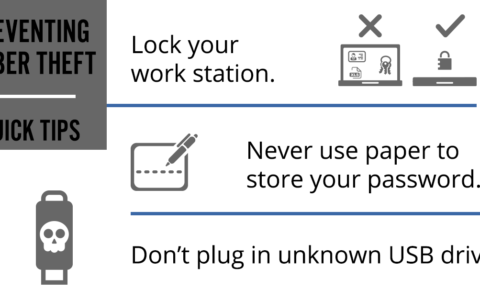 EVENTING
BER THEFT
UICK TIPS
Lock your
work station.
Never use paper to
store your password.
Don’t plug in unknown USB driv